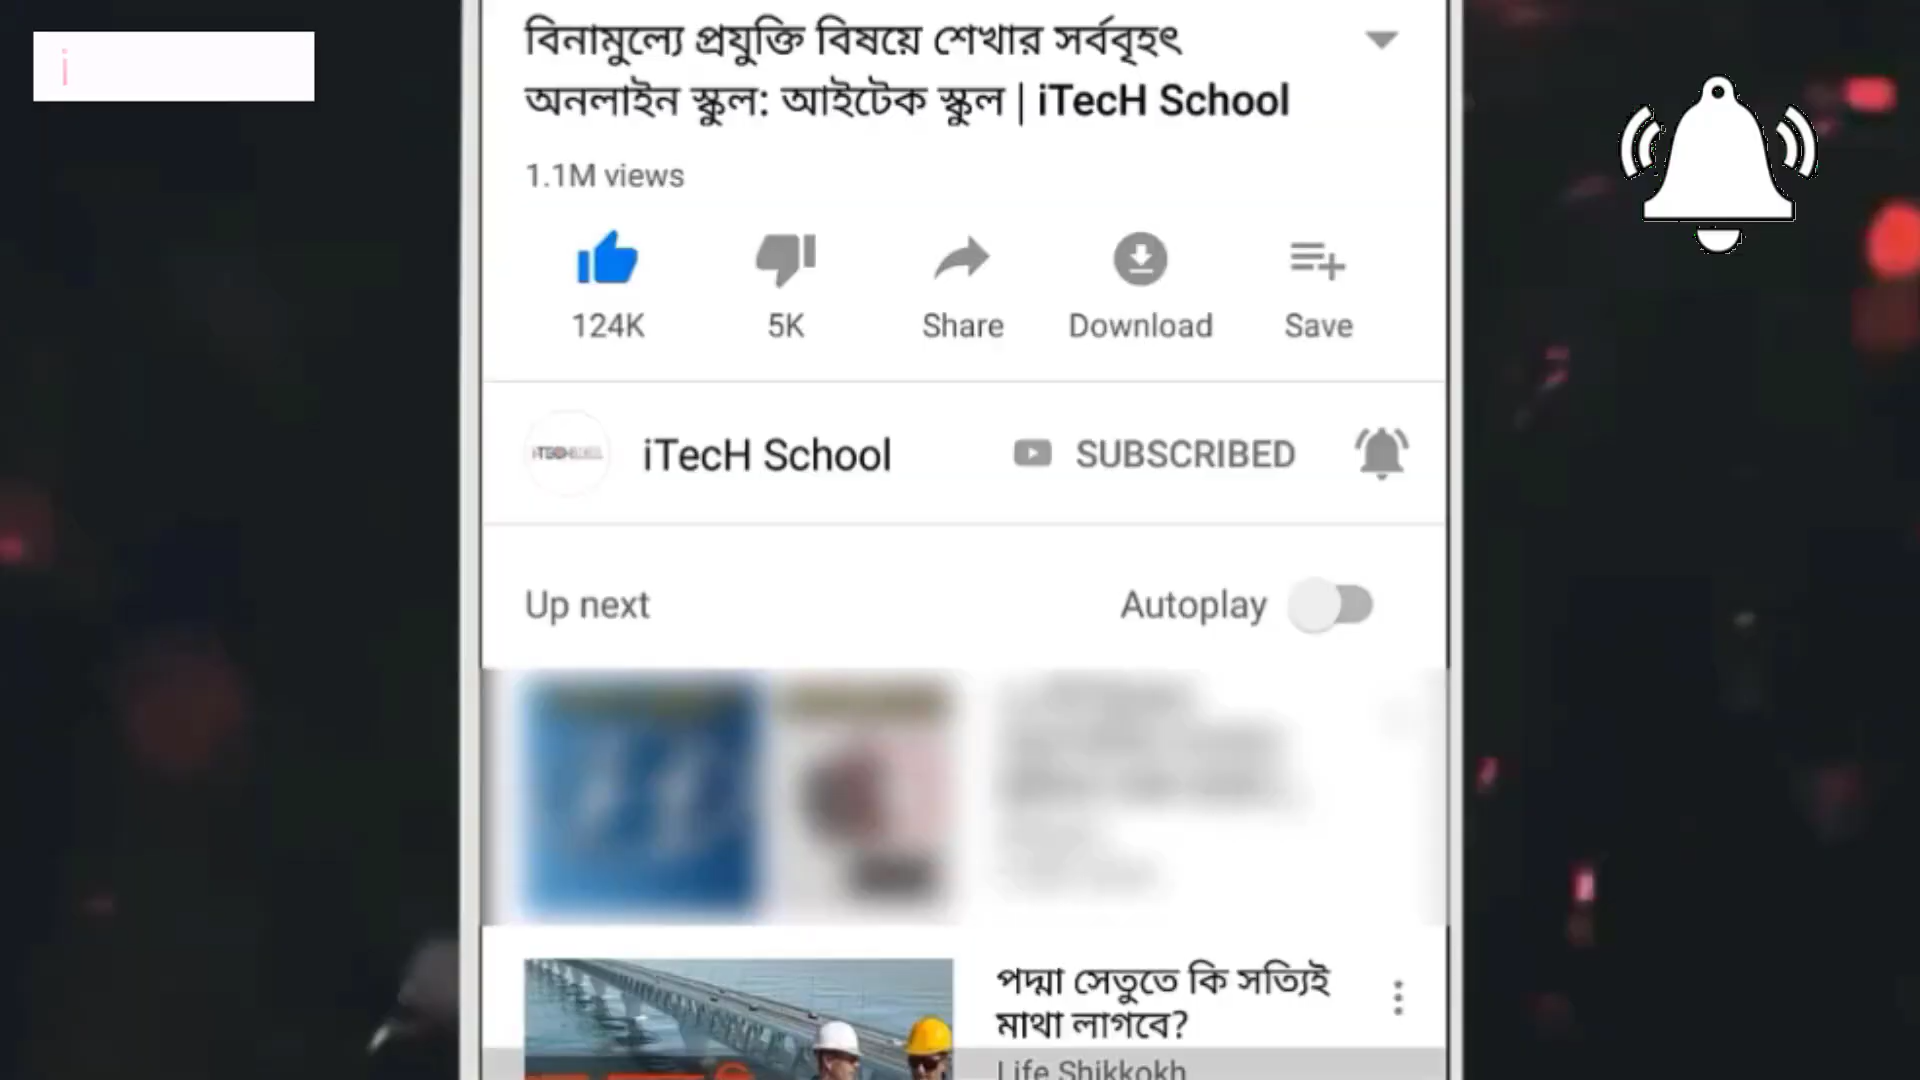 i
বিনামুল্যে প্রযুক্তি বিষয়ে শেখার সর্ববৃহৎ
অনলাইন স্কুল: আইটেক স্কুল | iTecH School
1.1M views
124K
5K
Share
Download
Save
iTecH School
SUBSCRIBED
Up next
Autoplay
পদ্মা সেতুতে কি সত্যিই
মাথা লাগবে?
Life Shikkokh